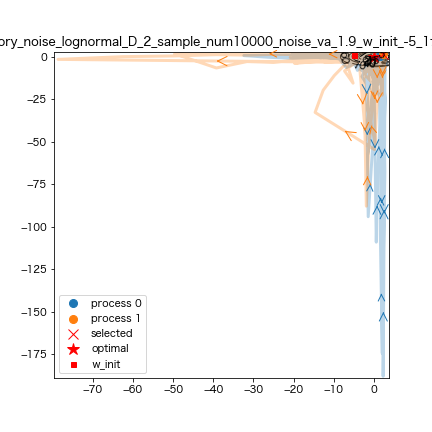 ory_noise_lognormal_D_2_sample_num10000_noise_va_1.9_w_init_-5_1
0
−25
−50
−75
−100
−125
−150
−175
process 0
process 1
selected
optimal
w_init
−70 −60 −50 −40 −30 −20 −10 0